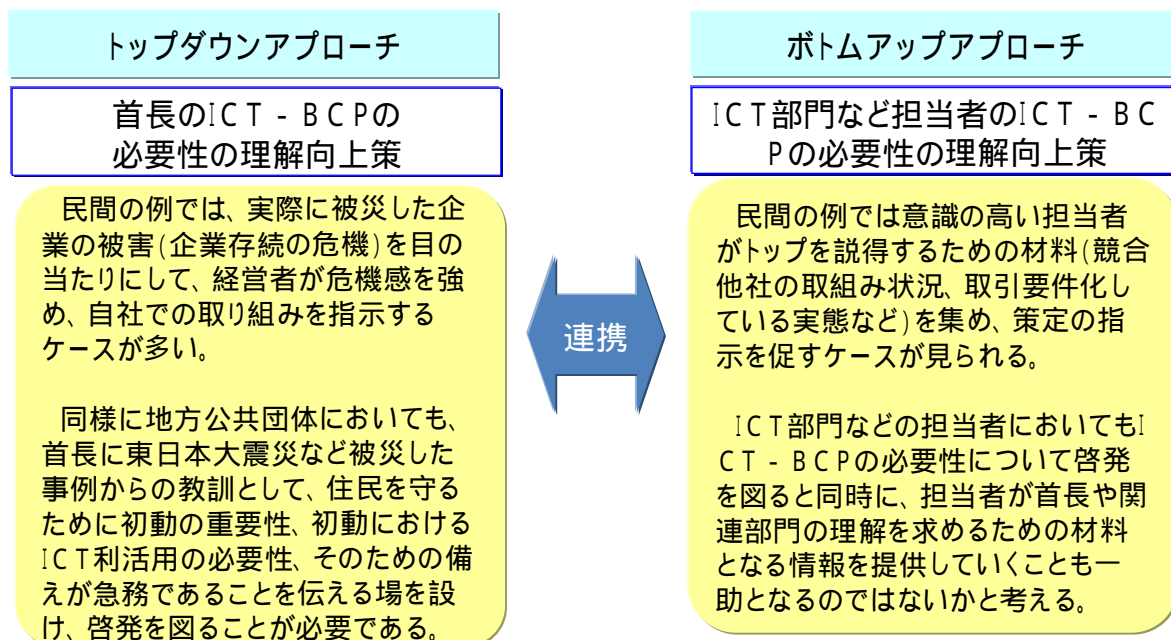 トップダウンアプローチ
首長のICT‐BCPの
必要性の理解向上策
民間の例では、実際に被災した企
業の被害(企業存続の危機)を目の
当たりにして、経営者が危機感を強
め、自社での取り組みを指示する
ケースが多い。
同様に地方公共団体においても、
首長に東日本大震災など被災した
事例からの教訓として、住民を守る
ために初動の重要性、初動における
ICT利活用の必要性、そのための備
えが急務であることを伝える場を設
け、啓発を図ることが必要である。
連携
ボトムアップアプローチ
ICT部門など担当者のICT‐BC
Pの必要性の理解向上策
民間の例では意識の高い担当者
がトップを説得するための材料(競合
他社の取組み状況、取引要件化し
ている実態など)を集め、策定の指
示を促すケースが見られる。
ICT部門などの担当者においてもI
CT‐BCPの必要性について啓発
を図ると同時に、担当者が首長や関
連部門の理解を求めるための材料
となる情報を提供していくことも一
助となるのではないかと考える。